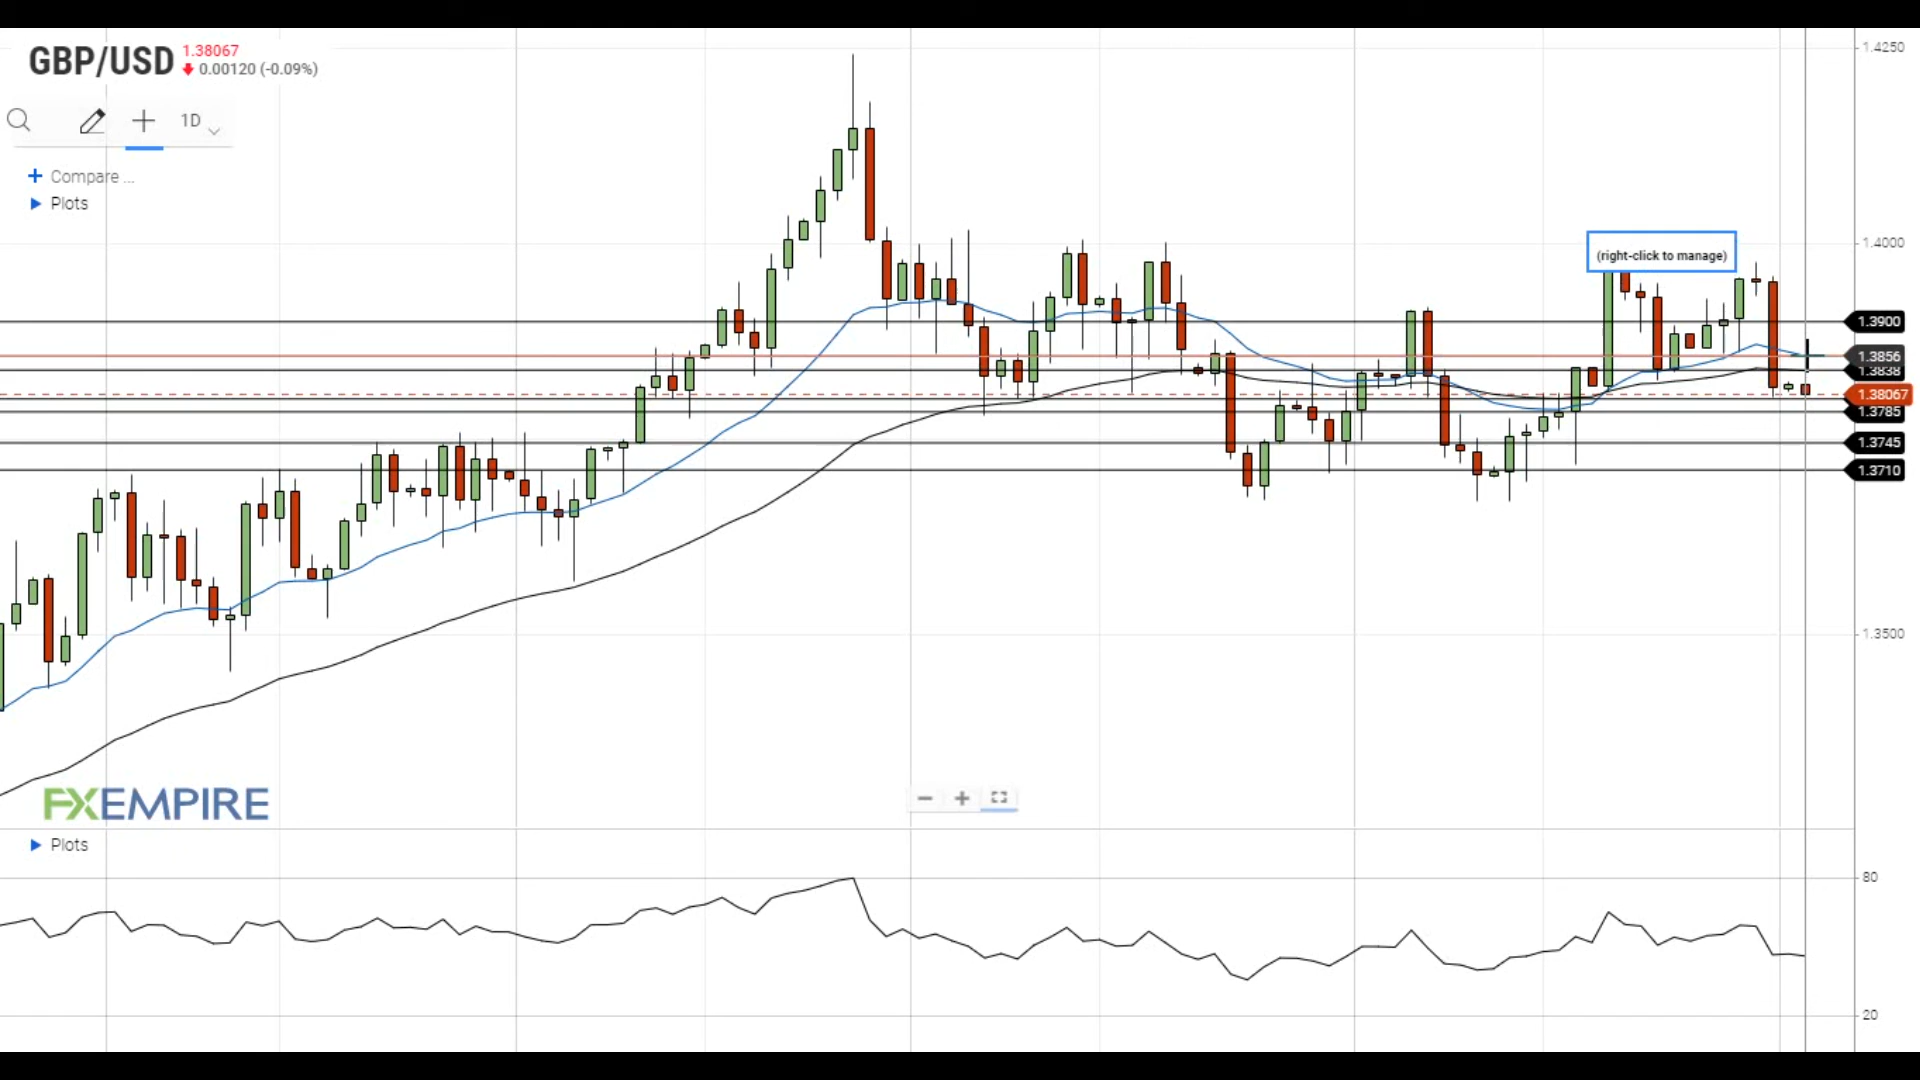 GBP/USD
1.38067
0.00120 (-0.09%)
1D
Compare ...
Plots
(right-click to manage)
1.4250
1.4000
1.3900
1.3856
1.3838
1.38067
1.3785
1.3745
1.3710
1.3500
FXEMPIRE
Plots
80
20